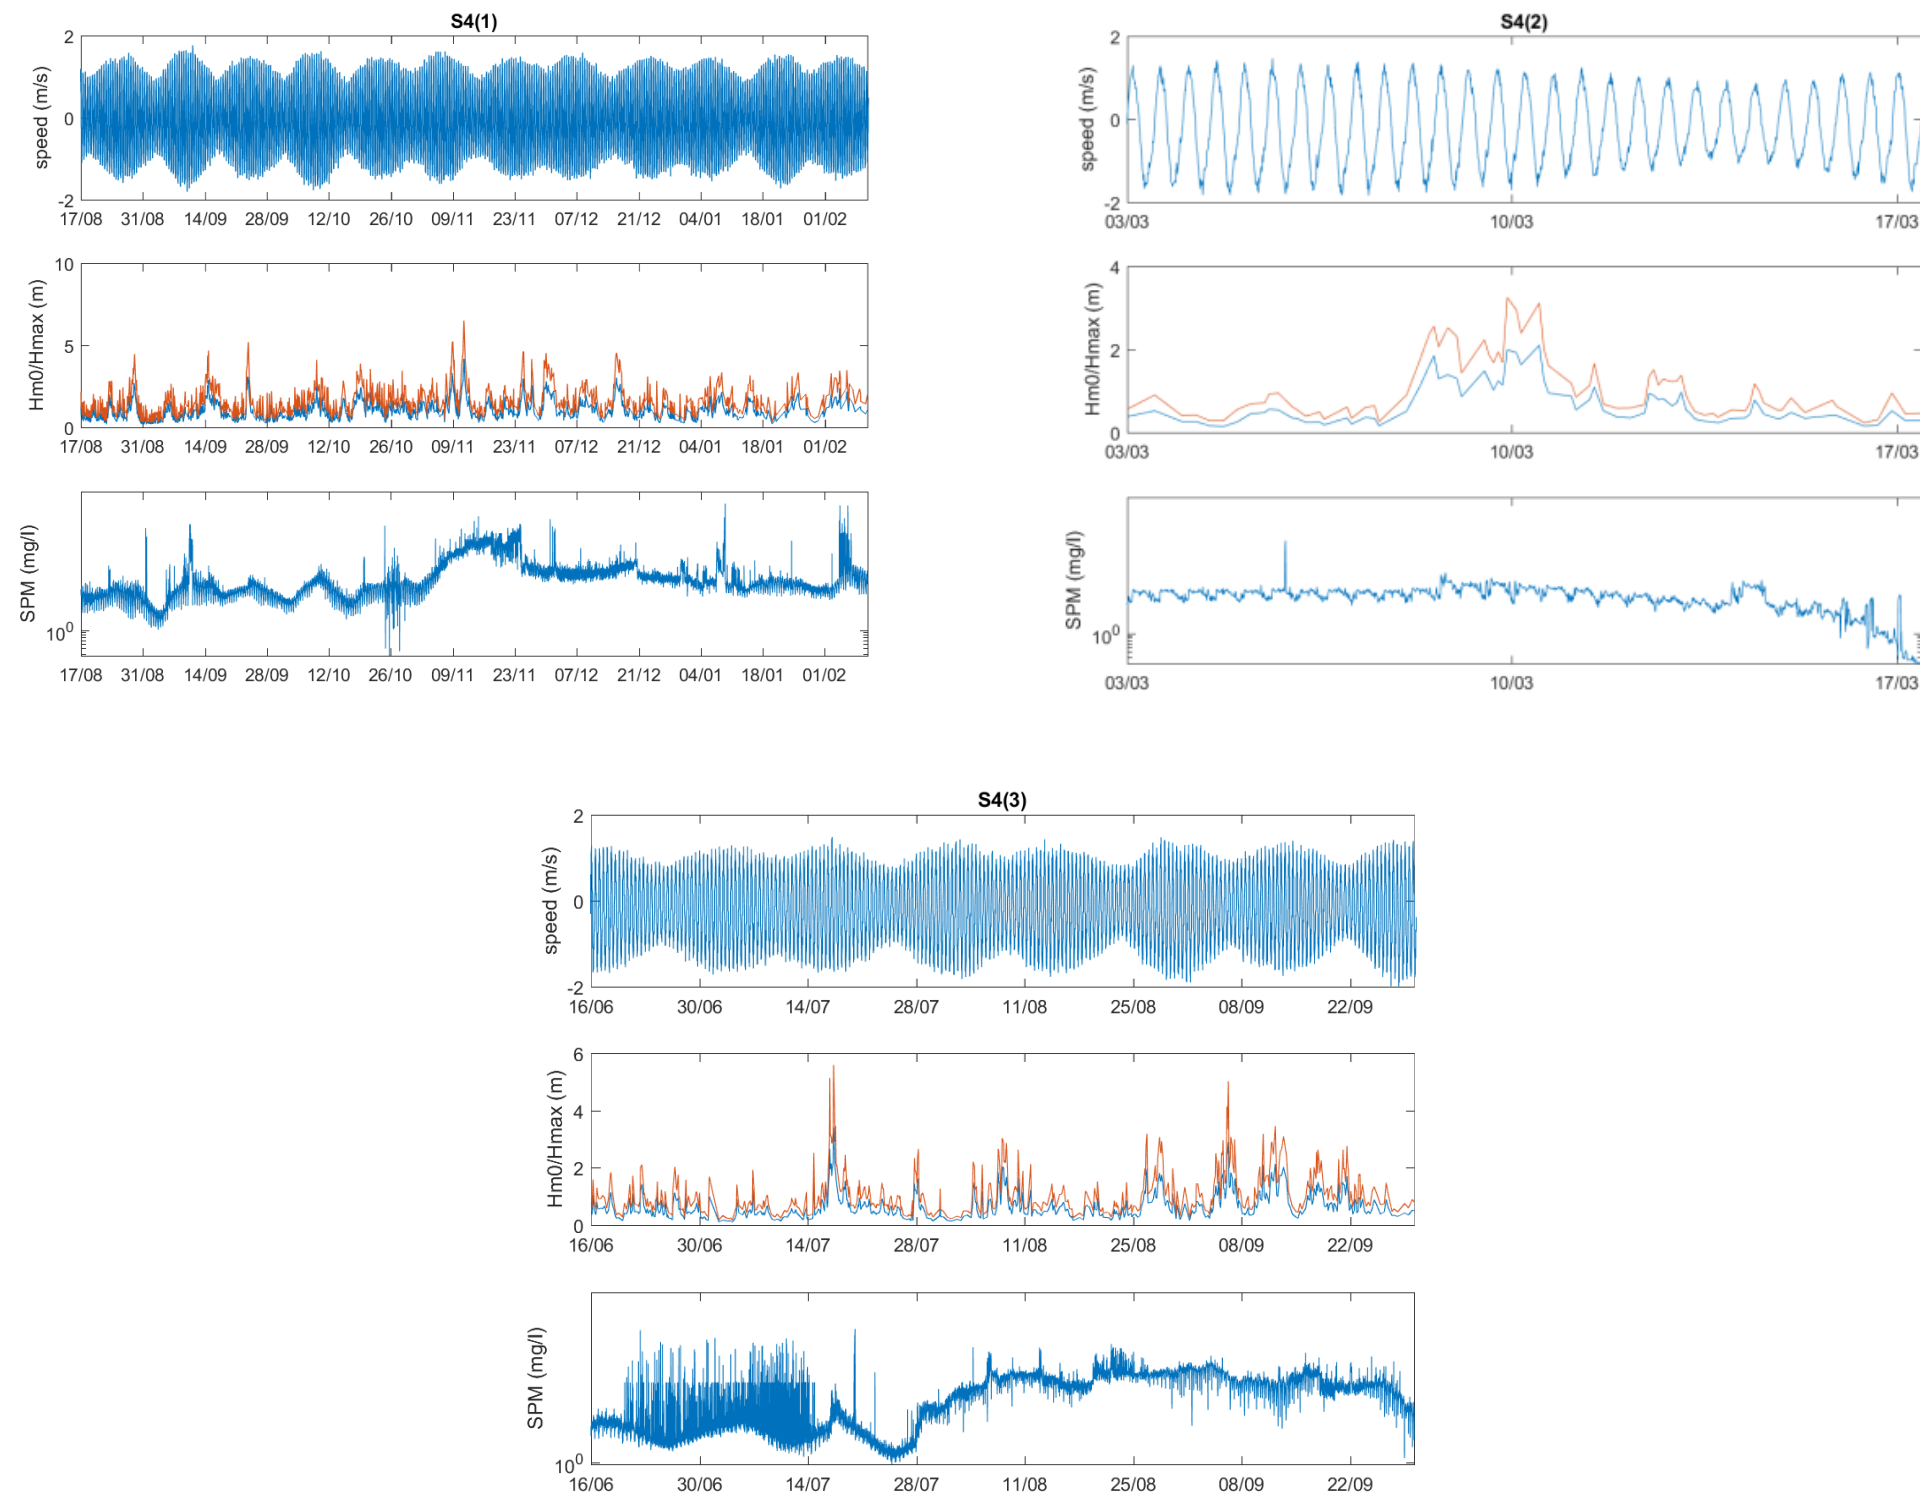 S4(1)
speed (m/s)
2
0
-2
17/08 31/08 14/09 28/09 12/10 26/10 09/11 23/11 07/12 21/12 04/01 18/01 01/02
Hm0/Hmax (m)
10
5
0
17/08 31/08 14/09 28/09 12/10 26/10 09/11 23/11 07/12 21/12 04/01 18/01 01/02
SPM (mg/l)
10^0
17/08 31/08 14/09 28/09 12/10 26/10 09/11 23/11 07/12 21/12 04/01 18/01 01/02
S4(2)
speed (m/s)
2
0
-2
03/03 10/03 17/03
Hm0/Hmax (m)
4
2
0
03/03 10/03 17/03
SPM (mg/l)
10^0
03/03 10/03 17/03
S4(3)
speed (m/s)
2
0
-2
16/06 30/06 14/07 28/07 11/08 25/08 08/09 22/09
Hm0/Hmax (m)
6
4
2
0
16/06 30/06 14/07 28/07 11/08 25/08 08/09 22/09
SPM (mg/l)
10^0
16/06 30/06 14/07 28/07 11/08 25/08 08/09 22/09